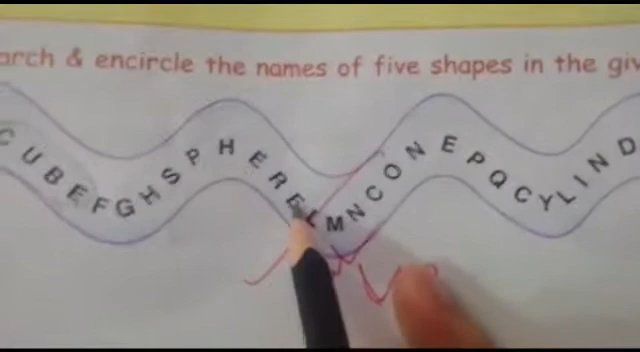 arch & encircle the names of five shapes in the giv
CUBEFGHSPHERELMNCONEPQCYLIND